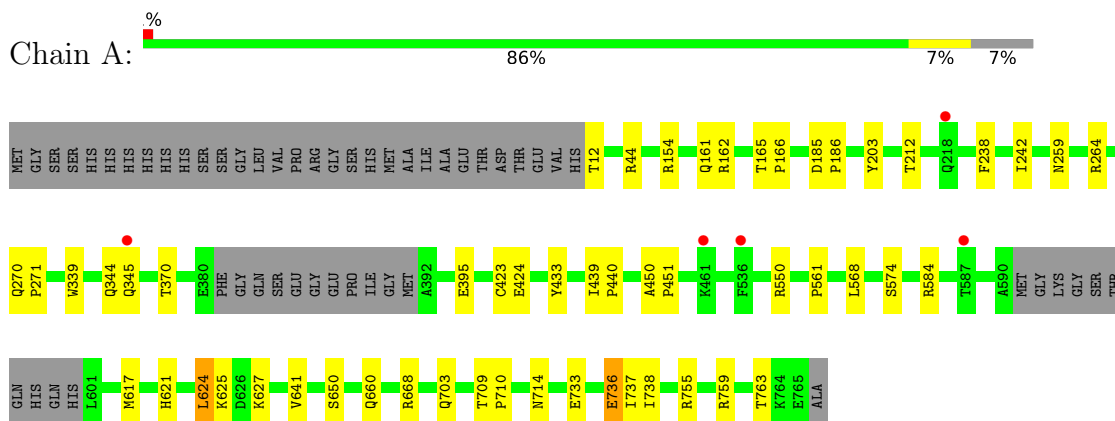 .%
Chain A:
86% 7% 7%
MET GLY SER SER HIS HIS HIS HIS HIS HIS SER SER GLY LEU VAL PRO ARG GLY SER HIS MET ALA ILE ALA GLU THR ASP THR GLU VAL HIS T12 R44 R154 Q161 R162 T165 P166 D185 P186 Y203 T212 Q218 F238 I242 N259 R264
Q270 P271 W339 Q344 Q345 T370 E380 PHE GLY GLN SER GLU GLY GLU PRO ILE GLY MET A392 E395 C423 E424 Y433 I439 P440 A450 P451 K461 F536 R550 P561 L568 S574 R584 T587 A590 MET GLY LYS GLY SER THR
GLN HIS GLN HIS L601 M617 H621 L624 K625 D626 K627 V641 S650 Q660 R668 Q703 T709 P710 N714 E733 E736 I737 I738 R755 R759 T763 K764 E765 ALA